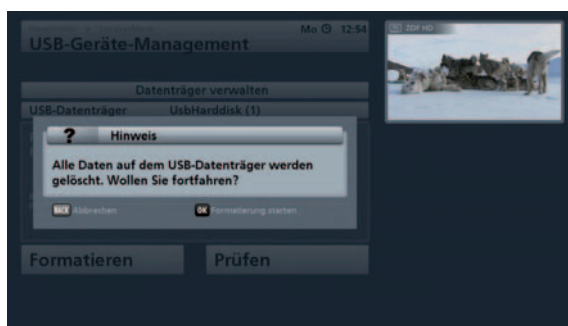 Mo 12:54
USB-Geräte-Management
ZDF HD
Datenträger verwalten
USB-Datenträger UsbHarddisk (1)
? Hinweis
Alle Daten auf dem USB-Datenträger werden
gelöscht. Wollen Sie fortfahren?
BACK Abbrechen OK Formatierung starten
Formatieren Prüfen